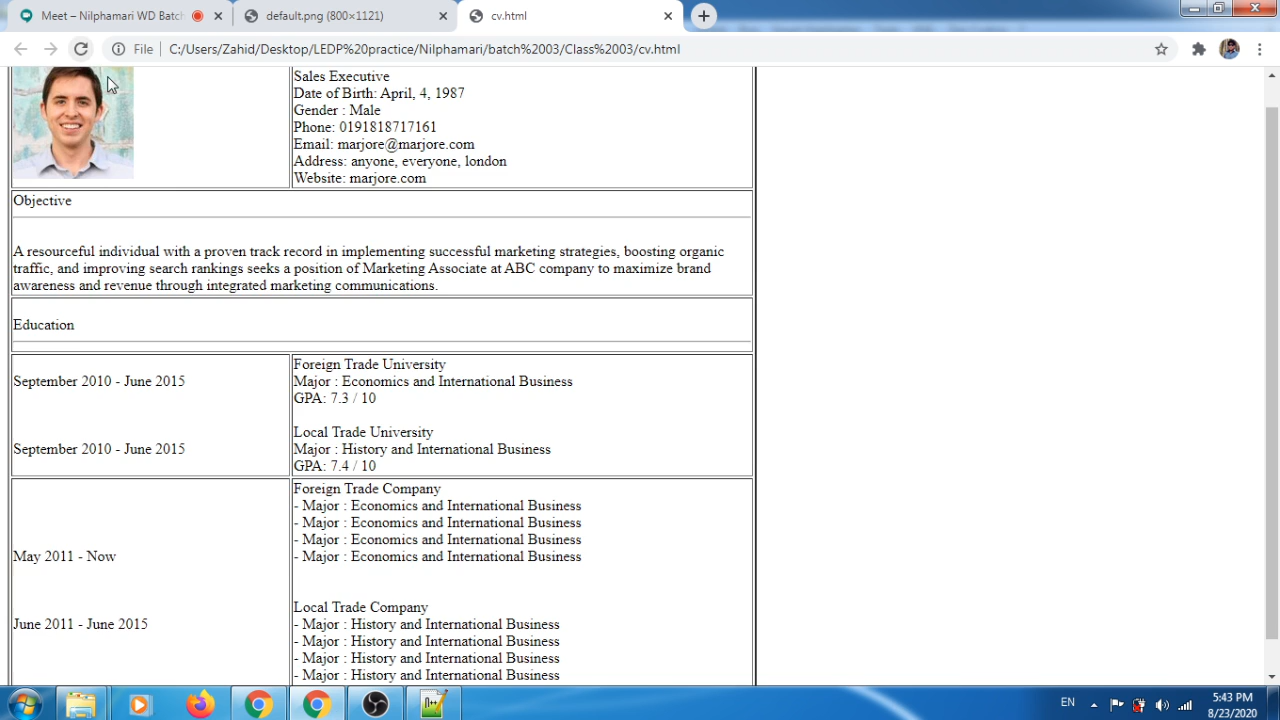 Meet – Nilphamari WD Batch
default.png (800×1121)
cv.html
File
C:/Users/Zahid/Desktop/LEDP%20practice/Nilphamari/batch%2003/Class%2003/cv.html
Sales Executive
Date of Birth: April, 4, 1987
Gender : Male
Phone: 0191818717161
Email: marjore@marjore.com
Address: anyone, everyone, london
Website: marjore.com
Objective
A resourceful individual with a proven track record in implementing successful marketing strategies, boosting organic
traffic, and improving search rankings seeks a position of Marketing Associate at ABC company to maximize brand
awareness and revenue through integrated marketing communications.
Education
Foreign Trade University
September 2010 - June 2015
Major : Economics and International Business
GPA: 7.3 / 10
Local Trade University
September 2010 - June 2015
Major : History and International Business
GPA: 7.4 / 10
Foreign Trade Company
- Major : Economics and International Business
- Major : Economics and International Business
- Major : Economics and International Business
May 2011 - Now
- Major : Economics and International Business
Local Trade Company
June 2011 - June 2015
- Major : History and International Business
- Major : History and International Business
- Major : History and International Business
- Major : History and International Business
EN
5:43 PM
8/23/2020